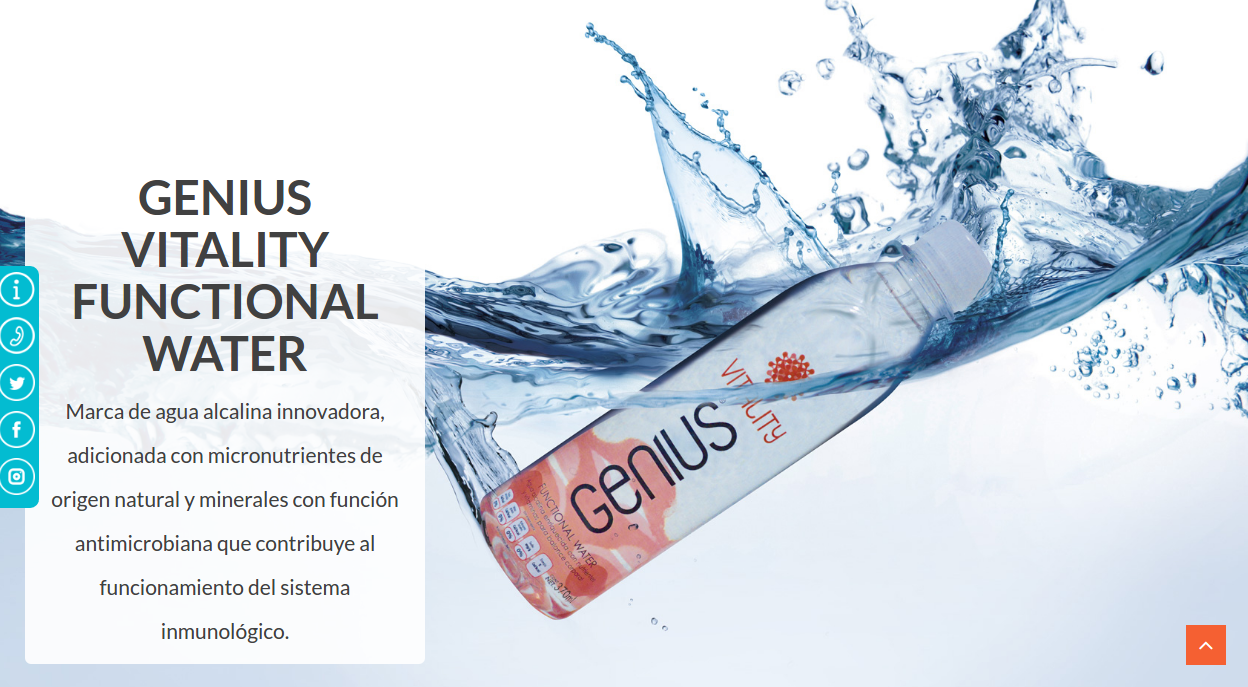 GENIUS
VITALITY
FUNCTIONAL
WATER
Marca de agua alcalina innovadora,
adicionada con micronutrientes de
origen natural y minerales con función
antimicrobiana que contribuye al
funcionamiento del sistema
inmunológico.
GENIUS
FUNCTIONAL WATER
370ml